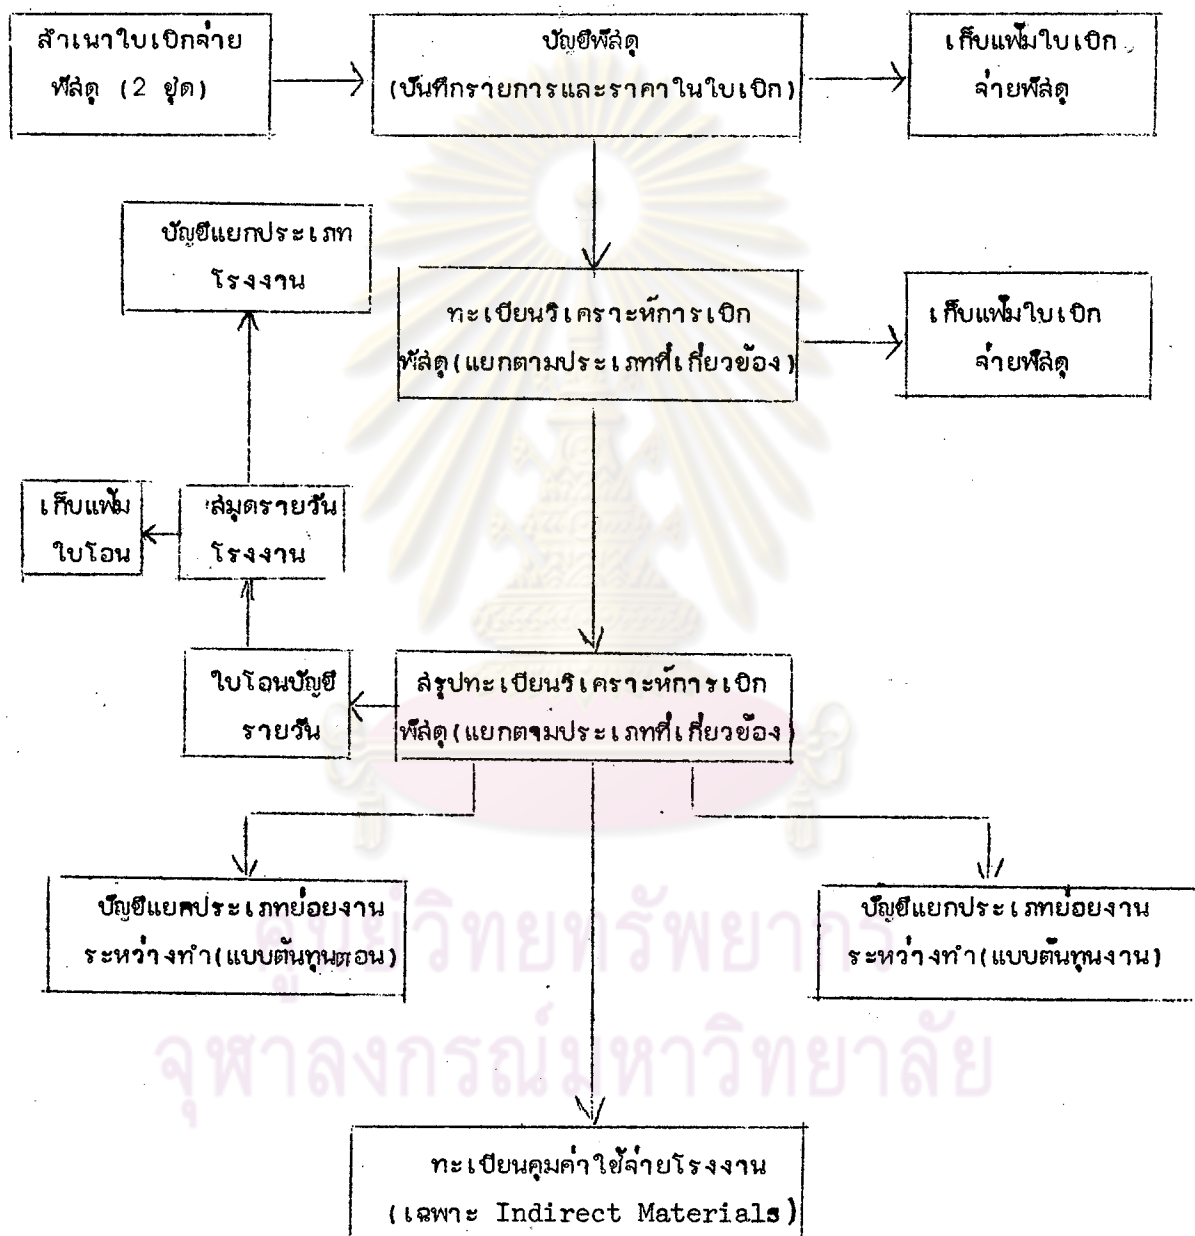 สำเนาใบเบิกจ่าย
พัสดุ (2 ชุด)
บัญชีพัสดุ
(บันทึกรายการและราคาในใบเบิก)
เก็บแฟ้มใบเบิก
จ่ายพัสดุ
บัญชีแยกประเภท
โรงงาน
ทะเบียนวิเคราะห์การเบิก
พัสดุ(แยกตามประเภทที่เกี่ยวข้อง)
เก็บแฟ้มใบเบิก
จ่ายพัสดุ
เก็บแฟ้ม
ใบโอน
สมุดรายวัน
โรงงาน
ใบโอนบัญชี
รายวัน
สรุปทะเบียนวิเคราะห์การเบิก
พัสดุ(แยกตามประเภทที่เกี่ยวข้อง)
บัญชีแยกประเภทย่อยงาน
ระหว่างทำ(แบบต้นทุนตอน)
บัญชีแยกประเภทย่อยงาน
ระหว่างทำ(แบบต้นทุนงาน)
ศูนย์วิทยทรัพยากร
จุฬาลงกรณ์มหาวิทยาลัย
ทะเบียนคุมค่าใช้จ่ายโรงงาน
(เฉพาะ Indirect Materials)